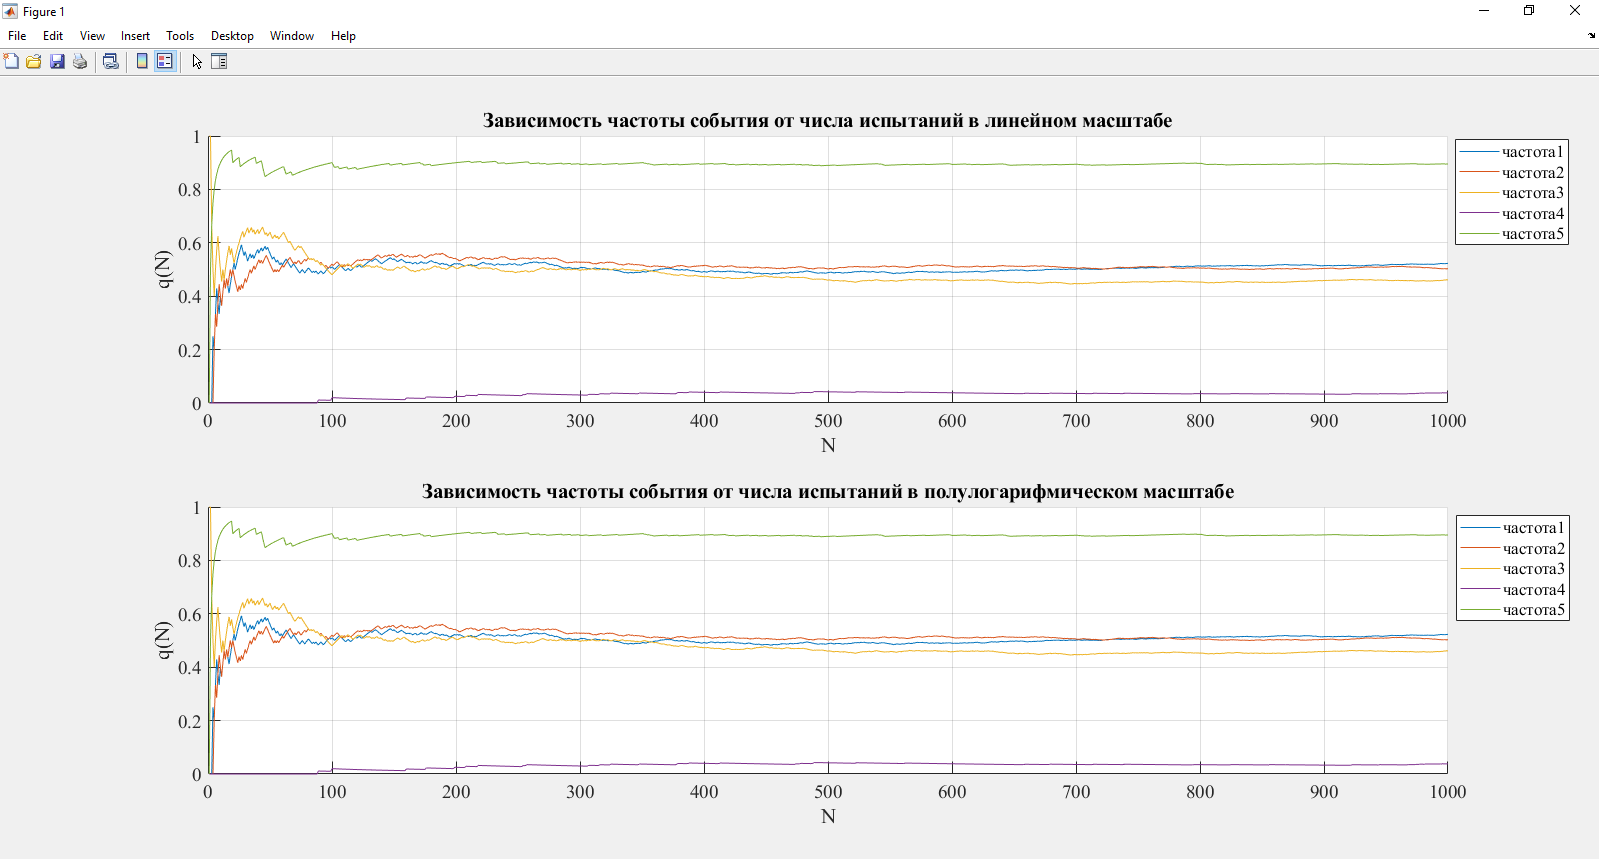 Figure 1
File Edit View Insert Tools Desktop Window Help
Зависимость частоты события от числа испытаний в линейном масштабе
1
0.8
0.6
0.4
0.2
0
q(N)
0 100 200 300 400 500 600 700 800 900 1000
N
частота1
частота2
частота3
частота4
частота5
Зависимость частоты события от числа испытаний в полулогарифмическом масштабе
1
0.8
0.6
0.4
0.2
0
q(N)
0 100 200 300 400 500 600 700 800 900 1000
N
частота1
частота2
частота3
частота4
частота5